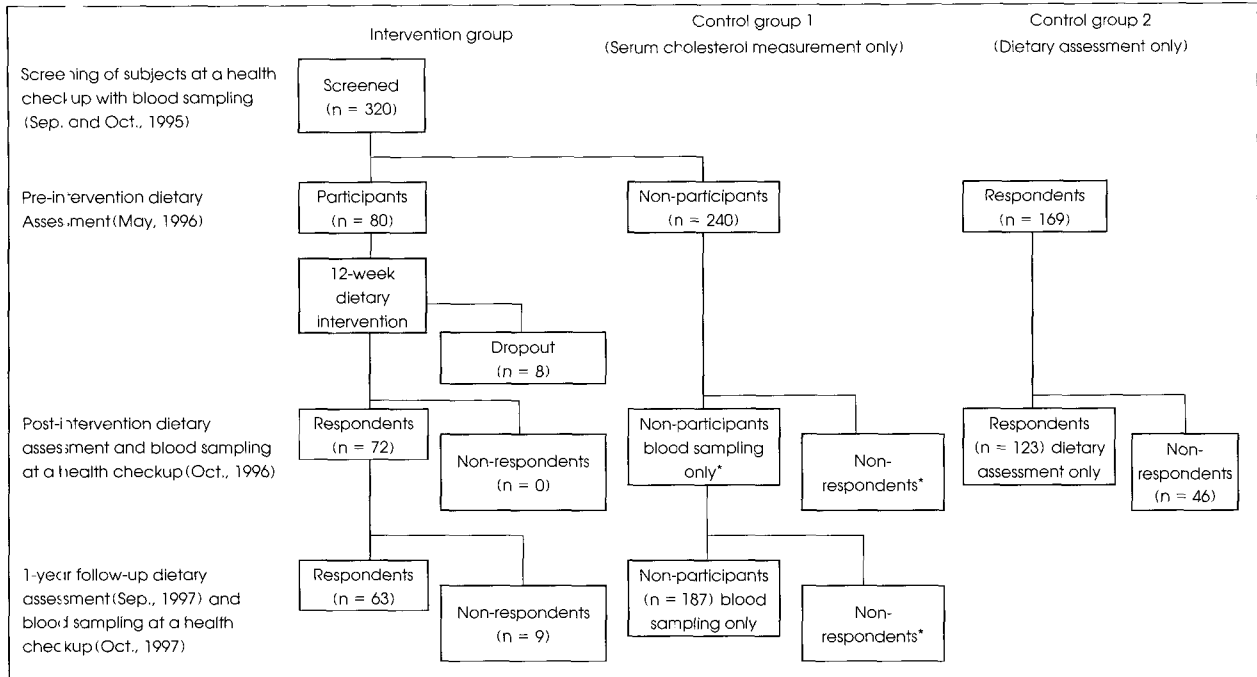 Intervention group
Control group 1
(Serum cholesterol measurement only)
Control group 2
(Dietary assessment only)
Screening of subjects at a health
checkup with blood sampling
(Sep. and Oct., 1995)
Screened
(n = 320)
Pre-intervention dietary
Assessment(May, 1996)
Participants
(n = 80)
Non-participants
(n = 240)
Respondents
(n = 169)
12-week
dietary
intervention
Dropout
(n = 8)
Post-intervention dietary
assessment and blood sampling
at a health checkup(Oct., 1996)
Respondents
(n = 72)
Non-respondents
(n = 0)
Non-participants
blood sampling
only*
Non-
respondents*
Respondents
(n = 123) dietary
assessment only
Non-
respondents
(n = 46)
1-year follow-up dietary
assessment(Sep., 1997) and
blood sampling at a health
checkup(Oct., 1997)
Respondents
(n = 63)
Non-respondents
(n = 9)
Non-participants
(n = 187) blood
sampling only
Non-
respondents*